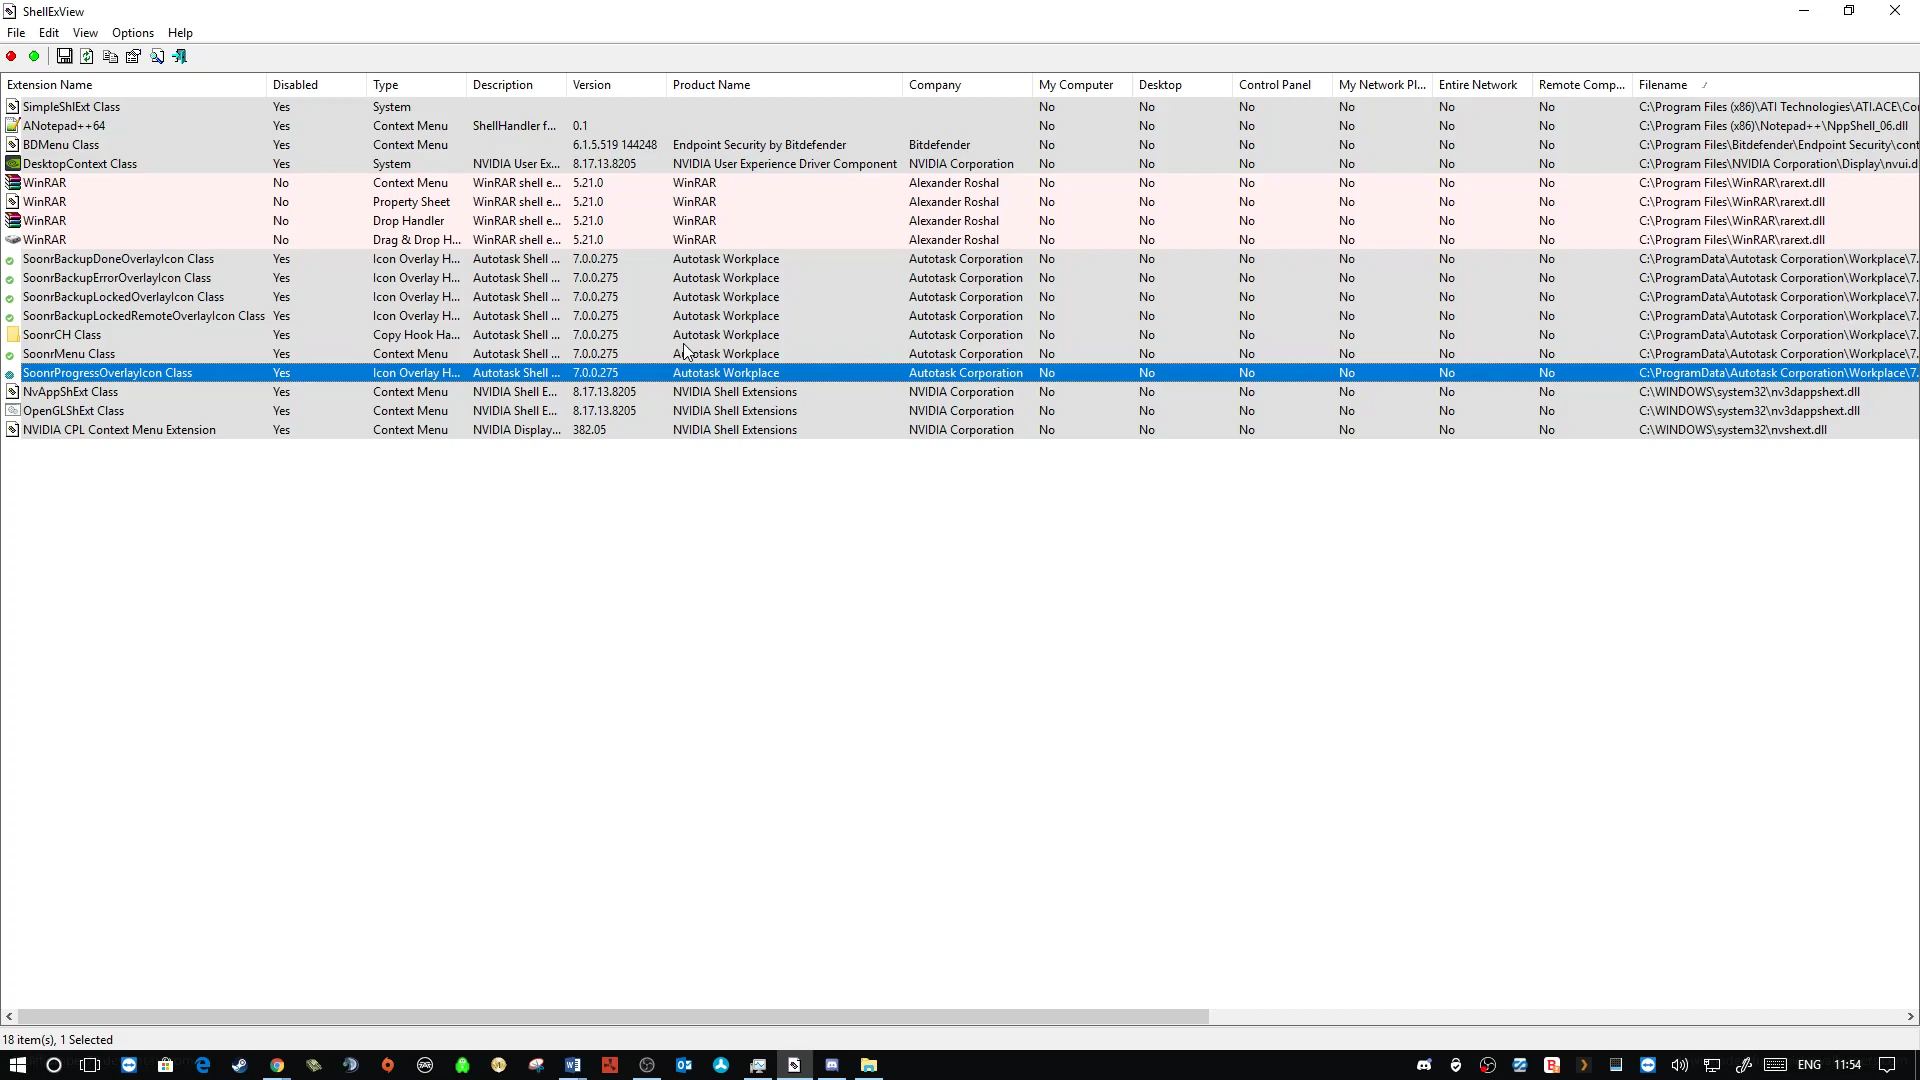 ShellExView
File Edit View Options Help
Extension Name Disabled Type Description Version Product Name Company My Computer Desktop Control Panel My Network Pl... Entire Network Remote Comp... Filename
SimpleShlExt Class Yes System No No No No No No C:\Program Files (x86)\ATI Technologies\ATI.ACE\Co
ANotepad++64 Yes Context Menu ShellHandler f... 0.1 No No No No No No C:\Program Files (x86)\Notepad++\NppShell_06.dll
BDMenu Class Yes Context Menu 6.1.5.519 144248 Endpoint Security by Bitdefender Bitdefender No No No No No No C:\Program Files\Bitdefender\Endpoint Security\cont
DesktopContext Class Yes System NVIDIA User Ex... 8.17.13.8205 NVIDIA User Experience Driver Component NVIDIA Corporation No No No No No No C:\Program Files\NVIDIA Corporation\Display\nvui.d
WinRAR No Context Menu WinRAR shell e... 5.21.0 WinRAR Alexander Roshal No No No No No No C:\Program Files\WinRAR\rarext.dll
WinRAR No Property Sheet WinRAR shell e... 5.21.0 WinRAR Alexander Roshal No No No No No No C:\Program Files\WinRAR\rarext.dll
WinRAR No Drop Handler WinRAR shell e... 5.21.0 WinRAR Alexander Roshal No No No No No No C:\Program Files\WinRAR\rarext.dll
WinRAR No Drag & Drop H... WinRAR shell e... 5.21.0 WinRAR Alexander Roshal No No No No No No C:\Program Files\WinRAR\rarext.dll
SoonrBackupDoneOverlayIcon Class Yes Icon Overlay H... Autotask Shell ... 7.0.0.275 Autotask Workplace Autotask Corporation No No No No No No C:\ProgramData\Autotask Corporation\Workplace\7.
SoonrBackupErrorOverlayIcon Class Yes Icon Overlay H... Autotask Shell ... 7.0.0.275 Autotask Workplace Autotask Corporation No No No No No No C:\ProgramData\Autotask Corporation\Workplace\7.
SoonrBackupLockedOverlayIcon Class Yes Icon Overlay H... Autotask Shell ... 7.0.0.275 Autotask Workplace Autotask Corporation No No No No No No C:\ProgramData\Autotask Corporation\Workplace\7.
SoonrBackupLockedRemoteOverlayIcon Class Yes Icon Overlay H... Autotask Shell ... 7.0.0.275 Autotask Workplace Autotask Corporation No No No No No No C:\ProgramData\Autotask Corporation\Workplace\7.
SoonrCH Class Yes Copy Hook Ha... Autotask Shell ... 7.0.0.275 Autotask Workplace Autotask Corporation No No No No No No C:\ProgramData\Autotask Corporation\Workplace\7.
SoonrMenu Class Yes Context Menu Autotask Shell ... 7.0.0.275 Autotask Workplace Autotask Corporation No No No No No No C:\ProgramData\Autotask Corporation\Workplace\7.
SoonrProgressOverlayIcon Class Yes Icon Overlay H... Autotask Shell ... 7.0.0.275 Autotask Workplace Autotask Corporation No No No No No No C:\ProgramData\Autotask Corporation\Workplace\7.
NvAppShExt Class Yes Context Menu NVIDIA Shell E... 8.17.13.8205 NVIDIA Shell Extensions NVIDIA Corporation No No No No No No C:\WINDOWS\system32\nv3dappshext.dll
OpenGLShExt Class Yes Context Menu NVIDIA Shell E... 8.17.13.8205 NVIDIA Shell Extensions NVIDIA Corporation No No No No No No C:\WINDOWS\system32\nv3dappshext.dll
NVIDIA CPL Context Menu Extension Yes Context Menu NVIDIA Display... 382.05 NVIDIA Shell Extensions NVIDIA Corporation No No No No No No C:\WINDOWS\system32\nvshext.dll
18 item(s), 1 Selected
ENG 11:54